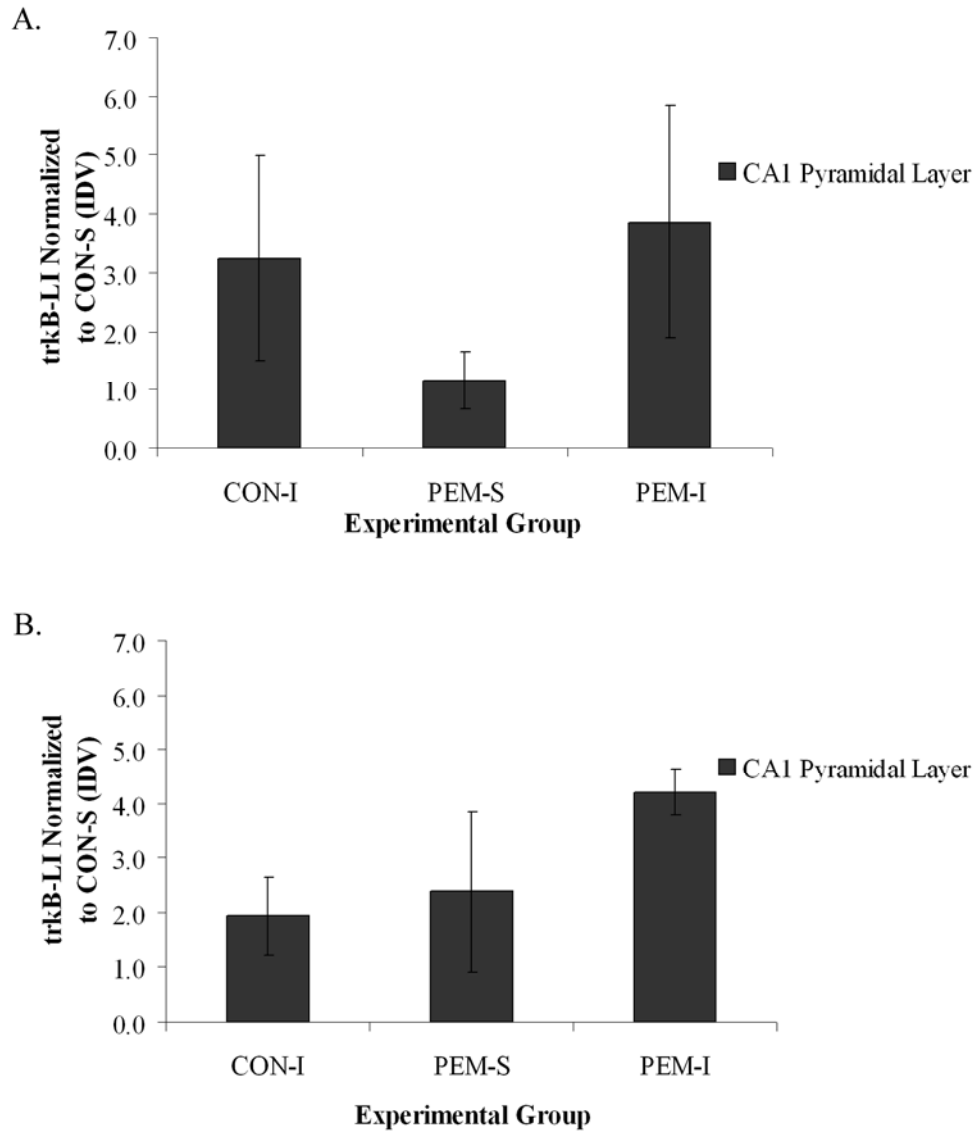 A.
7.0
6.0
5.0
4.0
3.0
2.0
1.0
0.0
trkB-LI Normalized
to CON-S (IDV)
CA1 Pyramidal Layer
CON-I PEM-S PEM-I
Experimental Group
B.
7.0
6.0
5.0
4.0
3.0
2.0
1.0
0.0
trkB-LI Normalized
to CON-S (IDV)
CA1 Pyramidal Layer
CON-I PEM-S PEM-I
Experimental Group